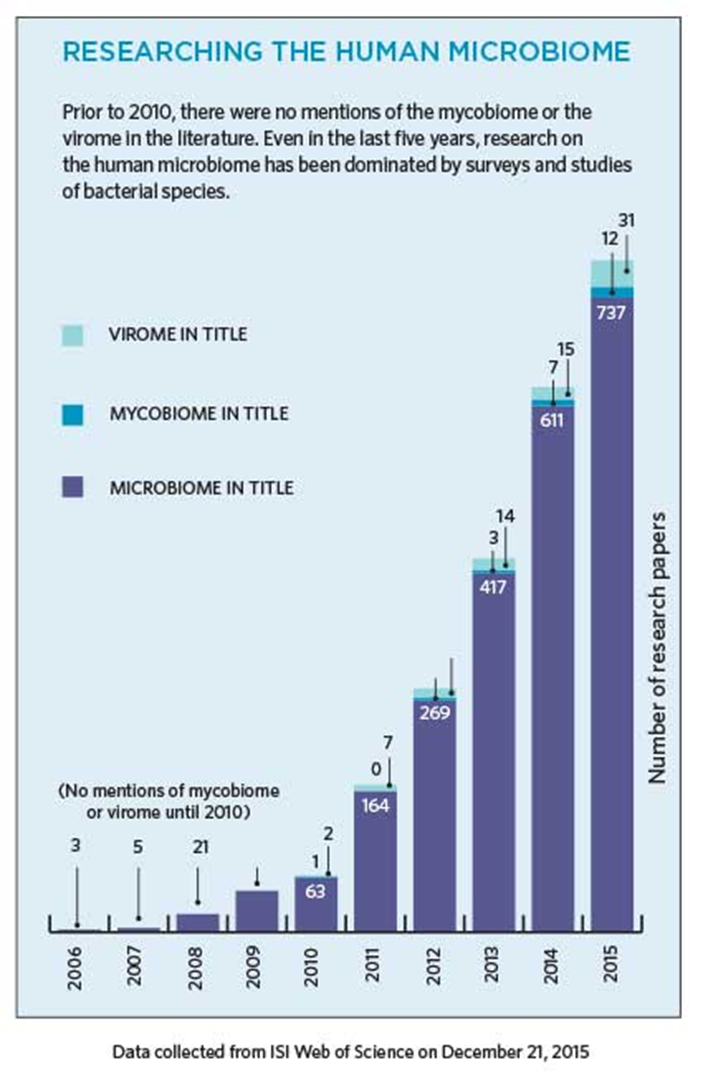 RESEARCHING THE HUMAN MICROBIOME
Prior to 2010, there were no mentions of the mycobiome or the
virome in the literature. Even in the last five years, research on
the human microbiome has been dominated by surveys and studies
of bacterial species.
31
12
737
VIROME IN TITLE
15
7
611
MYCOBIOME IN TITLE
MICROBIOME IN TITLE
14
3
417
Number of research papers
269
7
0
164
(No mentions of mycobiome
or virome until 2010)
3
5
21
2
1
63
2006
2007
2008
2009
2010
2011
2012
2013
2014
2015
Data collected from ISI Web of Science on December 21, 2015